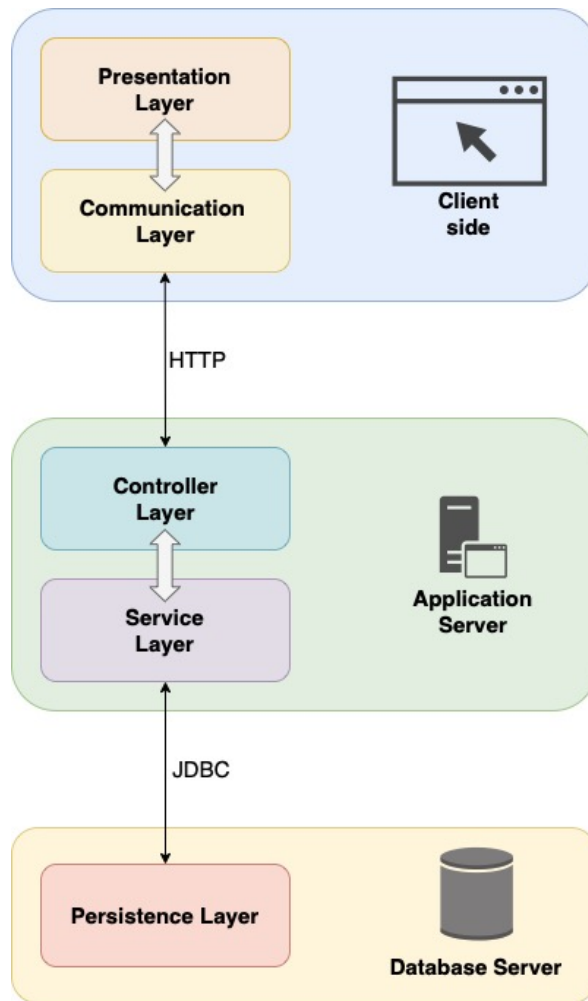 Presentation
Layer
Communication
Layer
Client
side
HTTP
Controller
Layer
Service
Layer
Application
Server
JDBC
Persistence Layer
Database Server